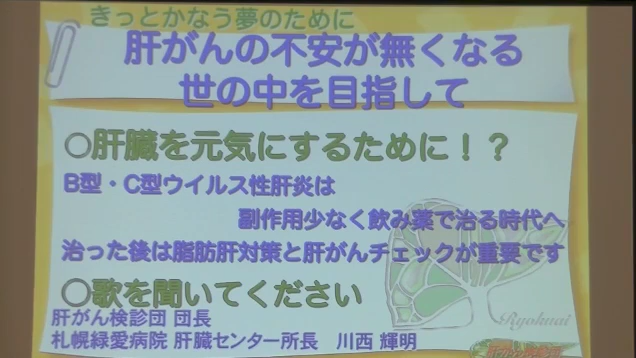 きっとかなう夢のために
肝がんの不安が無くなる
世の中を目指して
○肝臓を元気にするために！？
B型・C型ウイルス性肝炎は
副作用少なく飲み薬で治る時代へ
治った後は脂肪肝対策と肝がんチェックが重要です
○歌を聞いてください
Ryokuai
肝がん検診団 団長
札幌緑愛病院 肝臓センター所長 川西 輝明